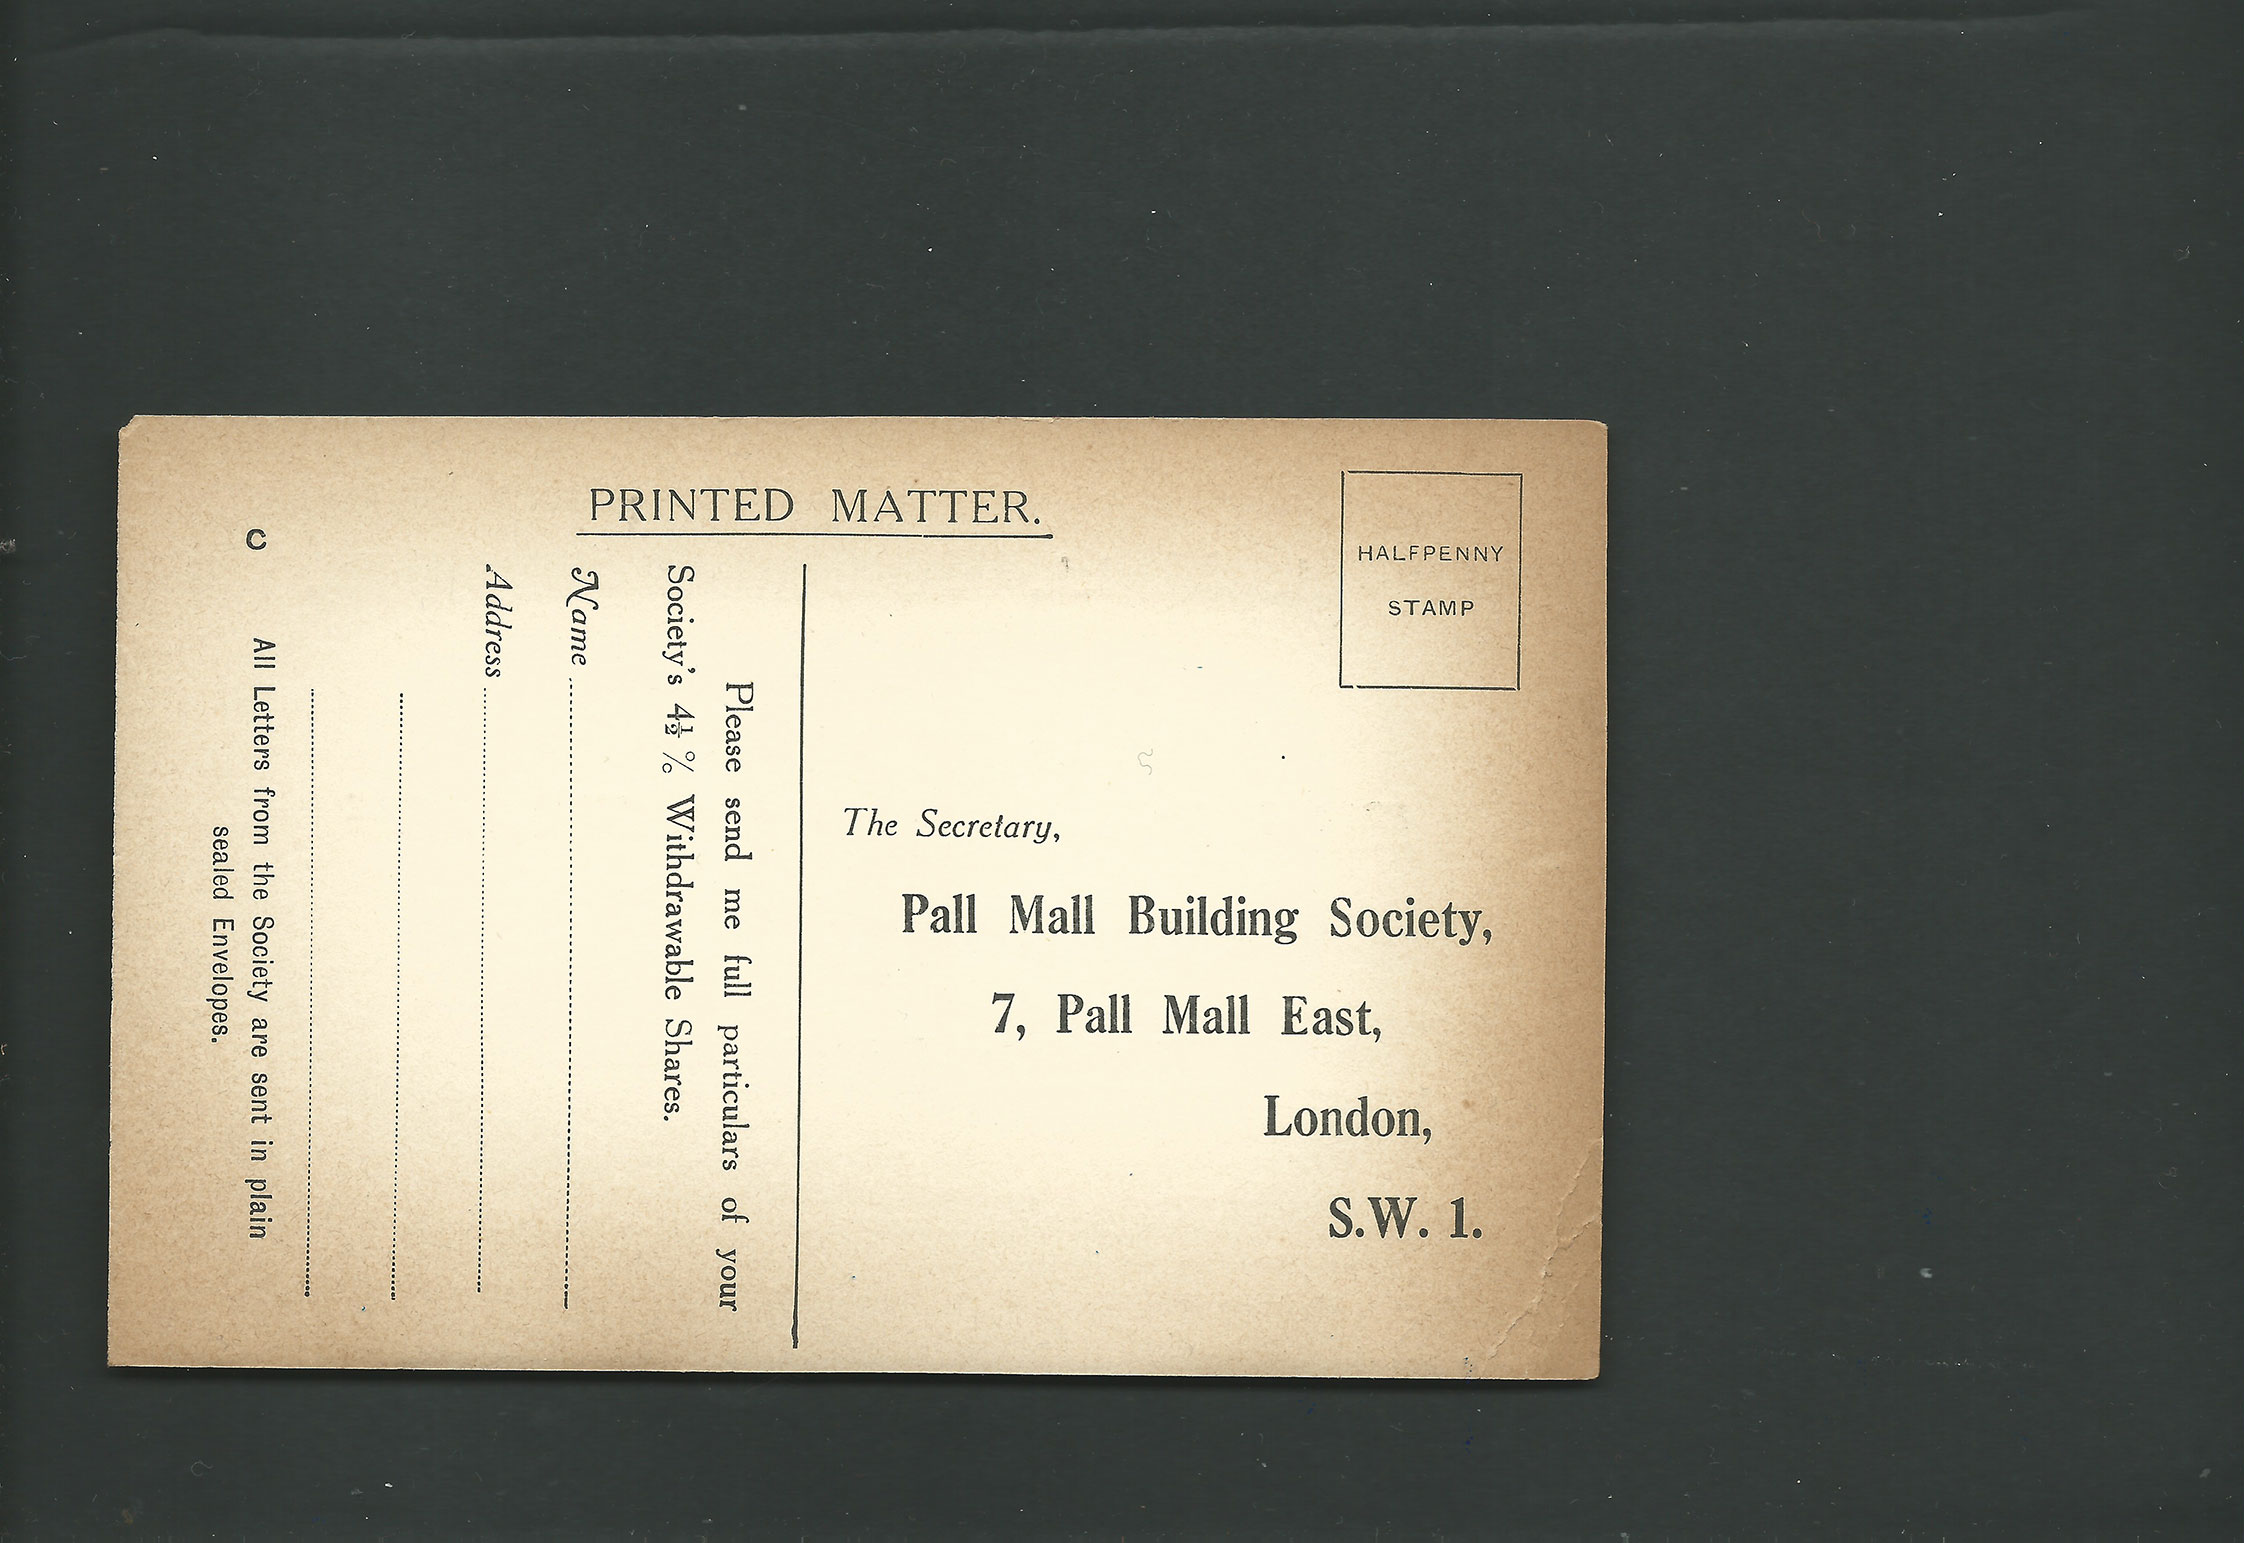 PRINTED MATTER.
HALFPENNY
STAMP
The Secretary,
Pall Mall Building Society,
7, Pall Mall East,
London,
S.W. 1.
Please send me full particulars of your
Society's 4½ % Withdrawable Shares.
Name
Address
C
All Letters from the Society are sent in plain
sealed Envelopes.